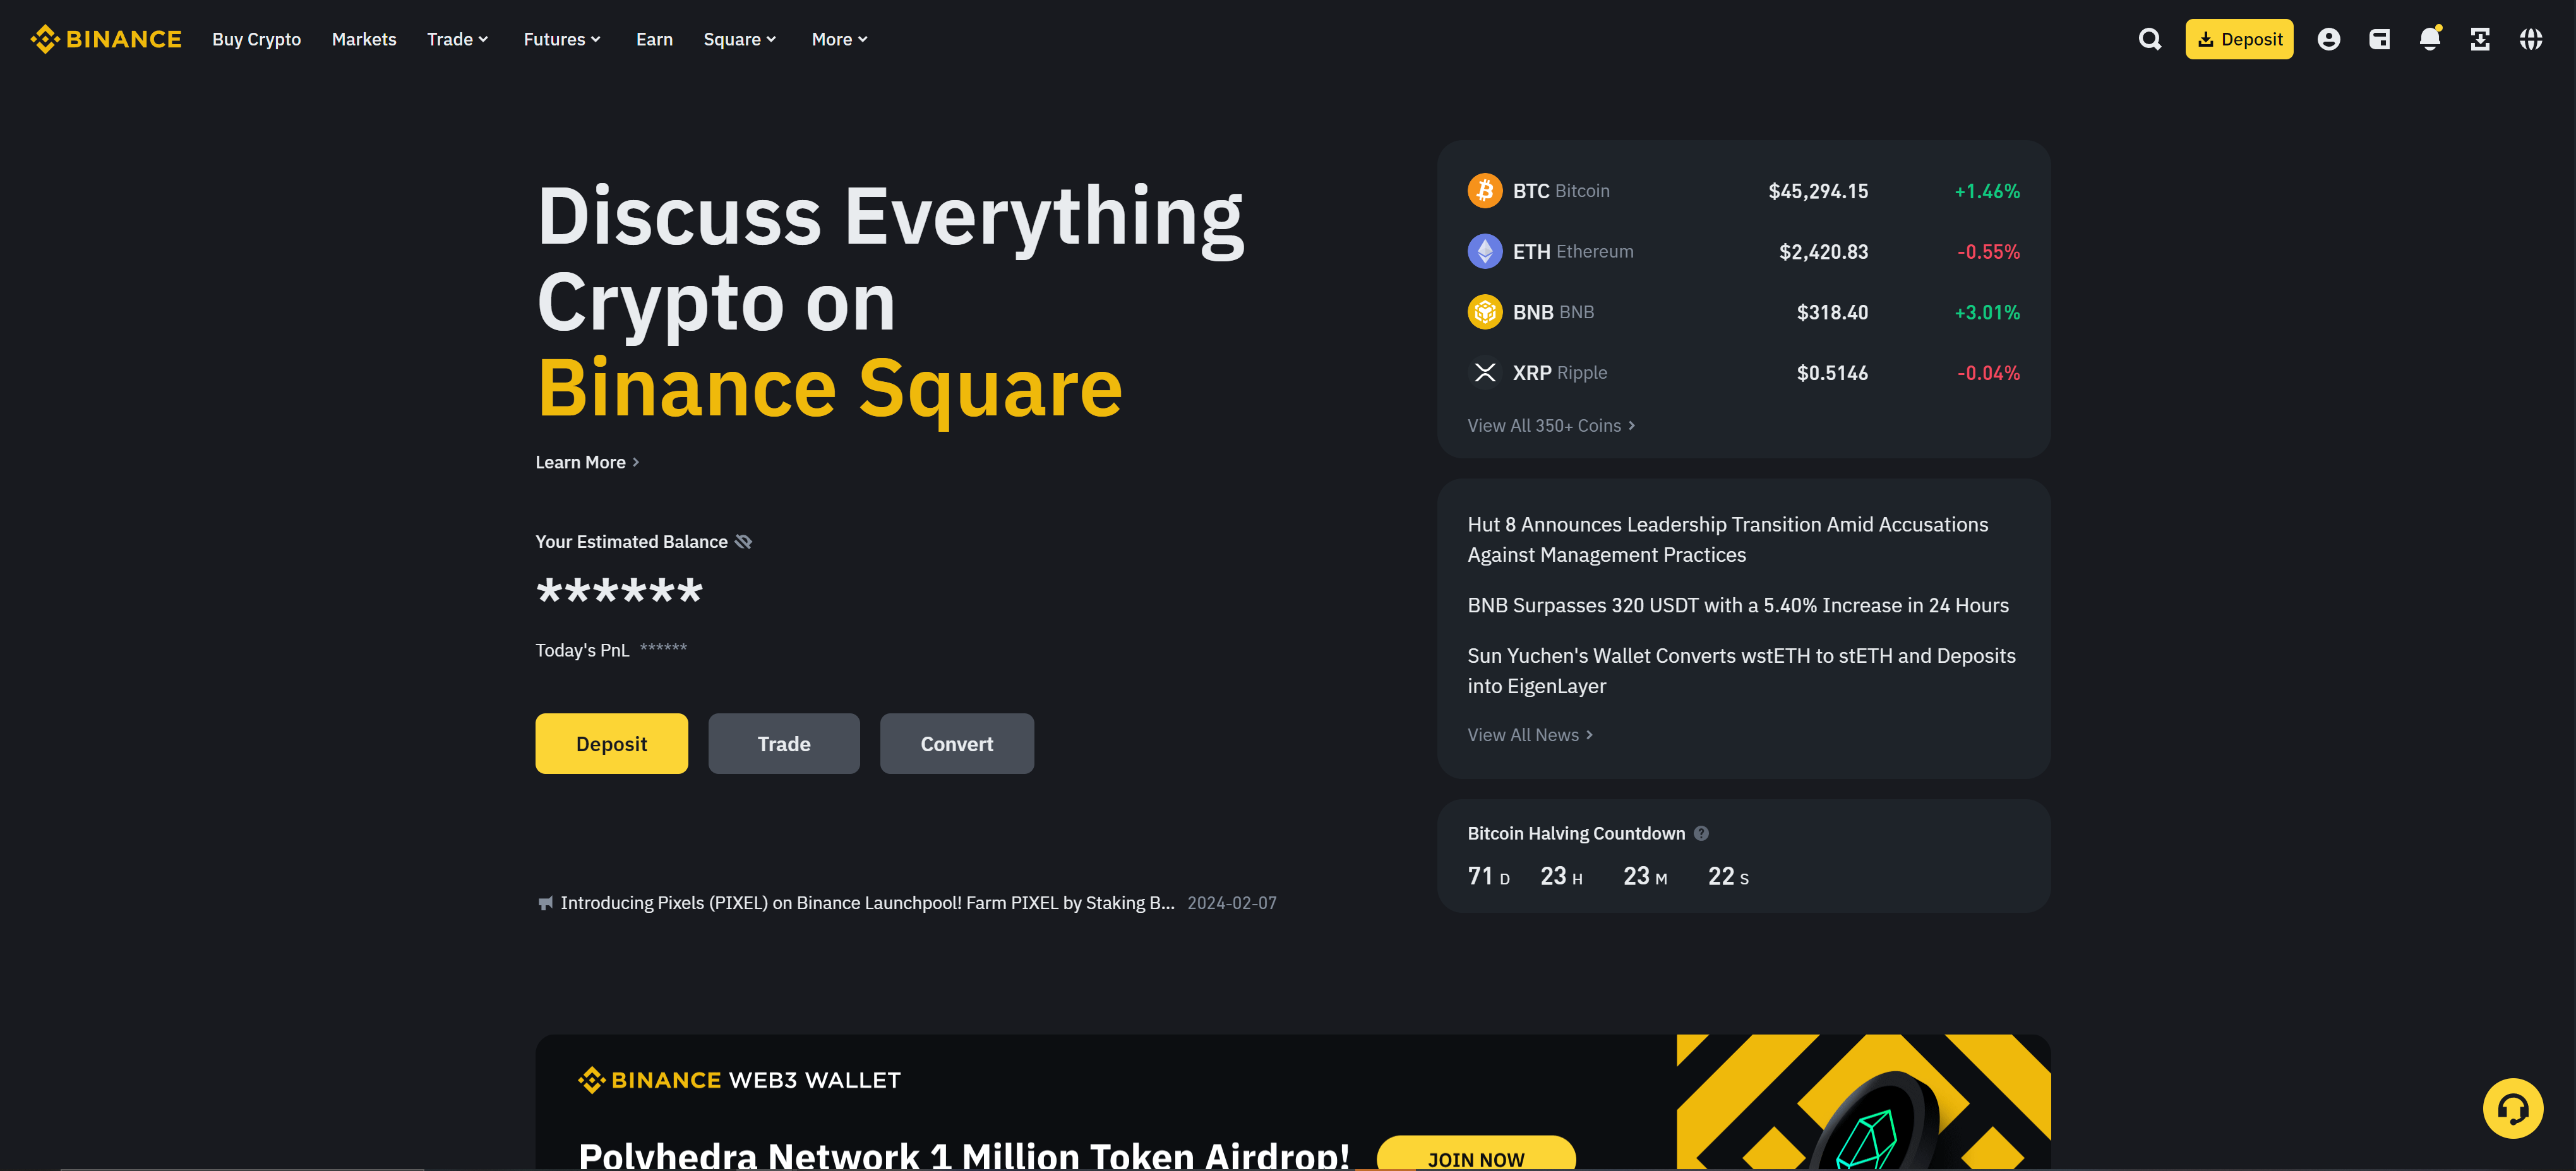 BINANCE Buy Crypto Markets Trade Futures Earn Square More Deposit
Discuss Everything
Crypto on
Binance Square
Learn More
Your Estimated Balance
******
Today's PnL ******
Deposit Trade Convert
Introducing Pixels (PIXEL) on Binance Launchpool! Farm PIXEL by Staking B... 2024-02-07
BTC Bitcoin $45,294.15 +1.46%
ETH Ethereum $2,420.83 -0.55%
BNB BNB $318.40 +3.01%
XRP Ripple $0.5146 -0.04%
View All 350+ Coins
Hut 8 Announces Leadership Transition Amid Accusations
Against Management Practices
BNB Surpasses 320 USDT with a 5.40% Increase in 24 Hours
Sun Yuchen's Wallet Converts wstETH to stETH and Deposits
into EigenLayer
View All News
Bitcoin Halving Countdown ?
71 D 23 H 23 M 22 S
BINANCE WEB3 WALLET
Polyhedra Network 1 Million Token Airdrop! JOIN NOW